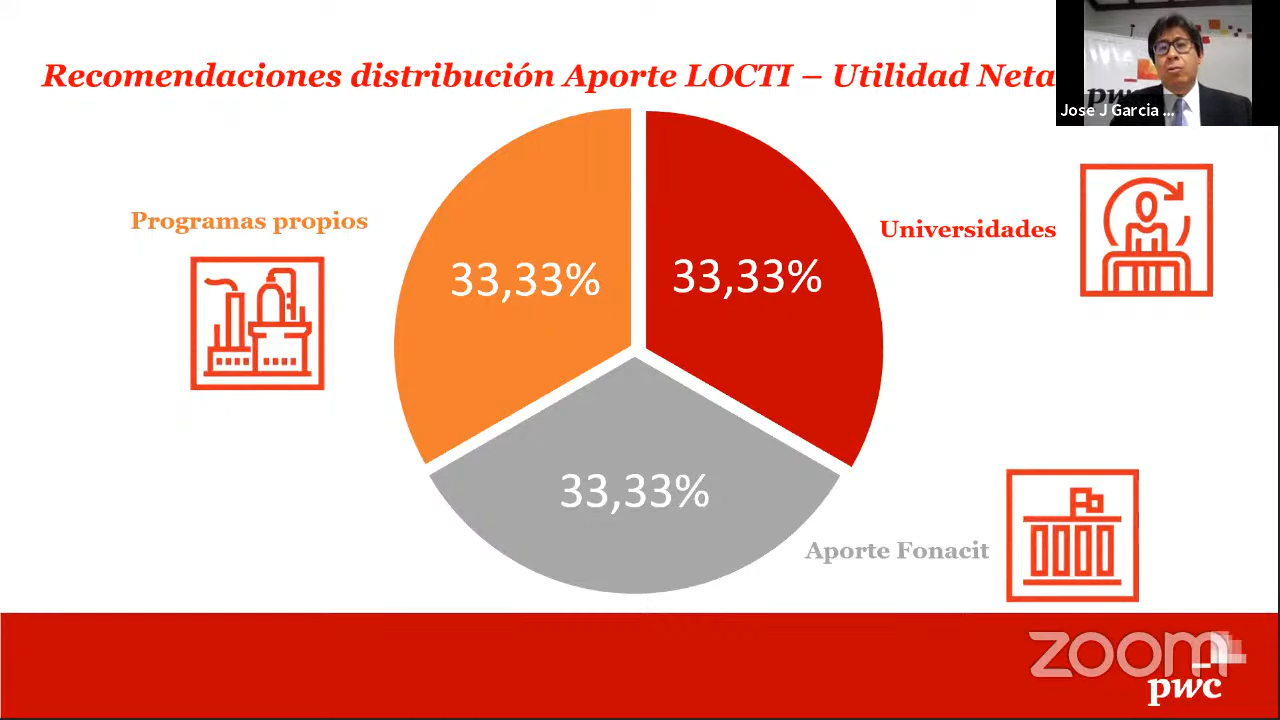 Recomendaciones distribución Aporte LOCTI – Utilidad Neta
pwc
Jose J Garcia ...
Programas propios
Universidades
33,33%
33,33%
33,33%
Aporte Fonacit
zoom
pwc